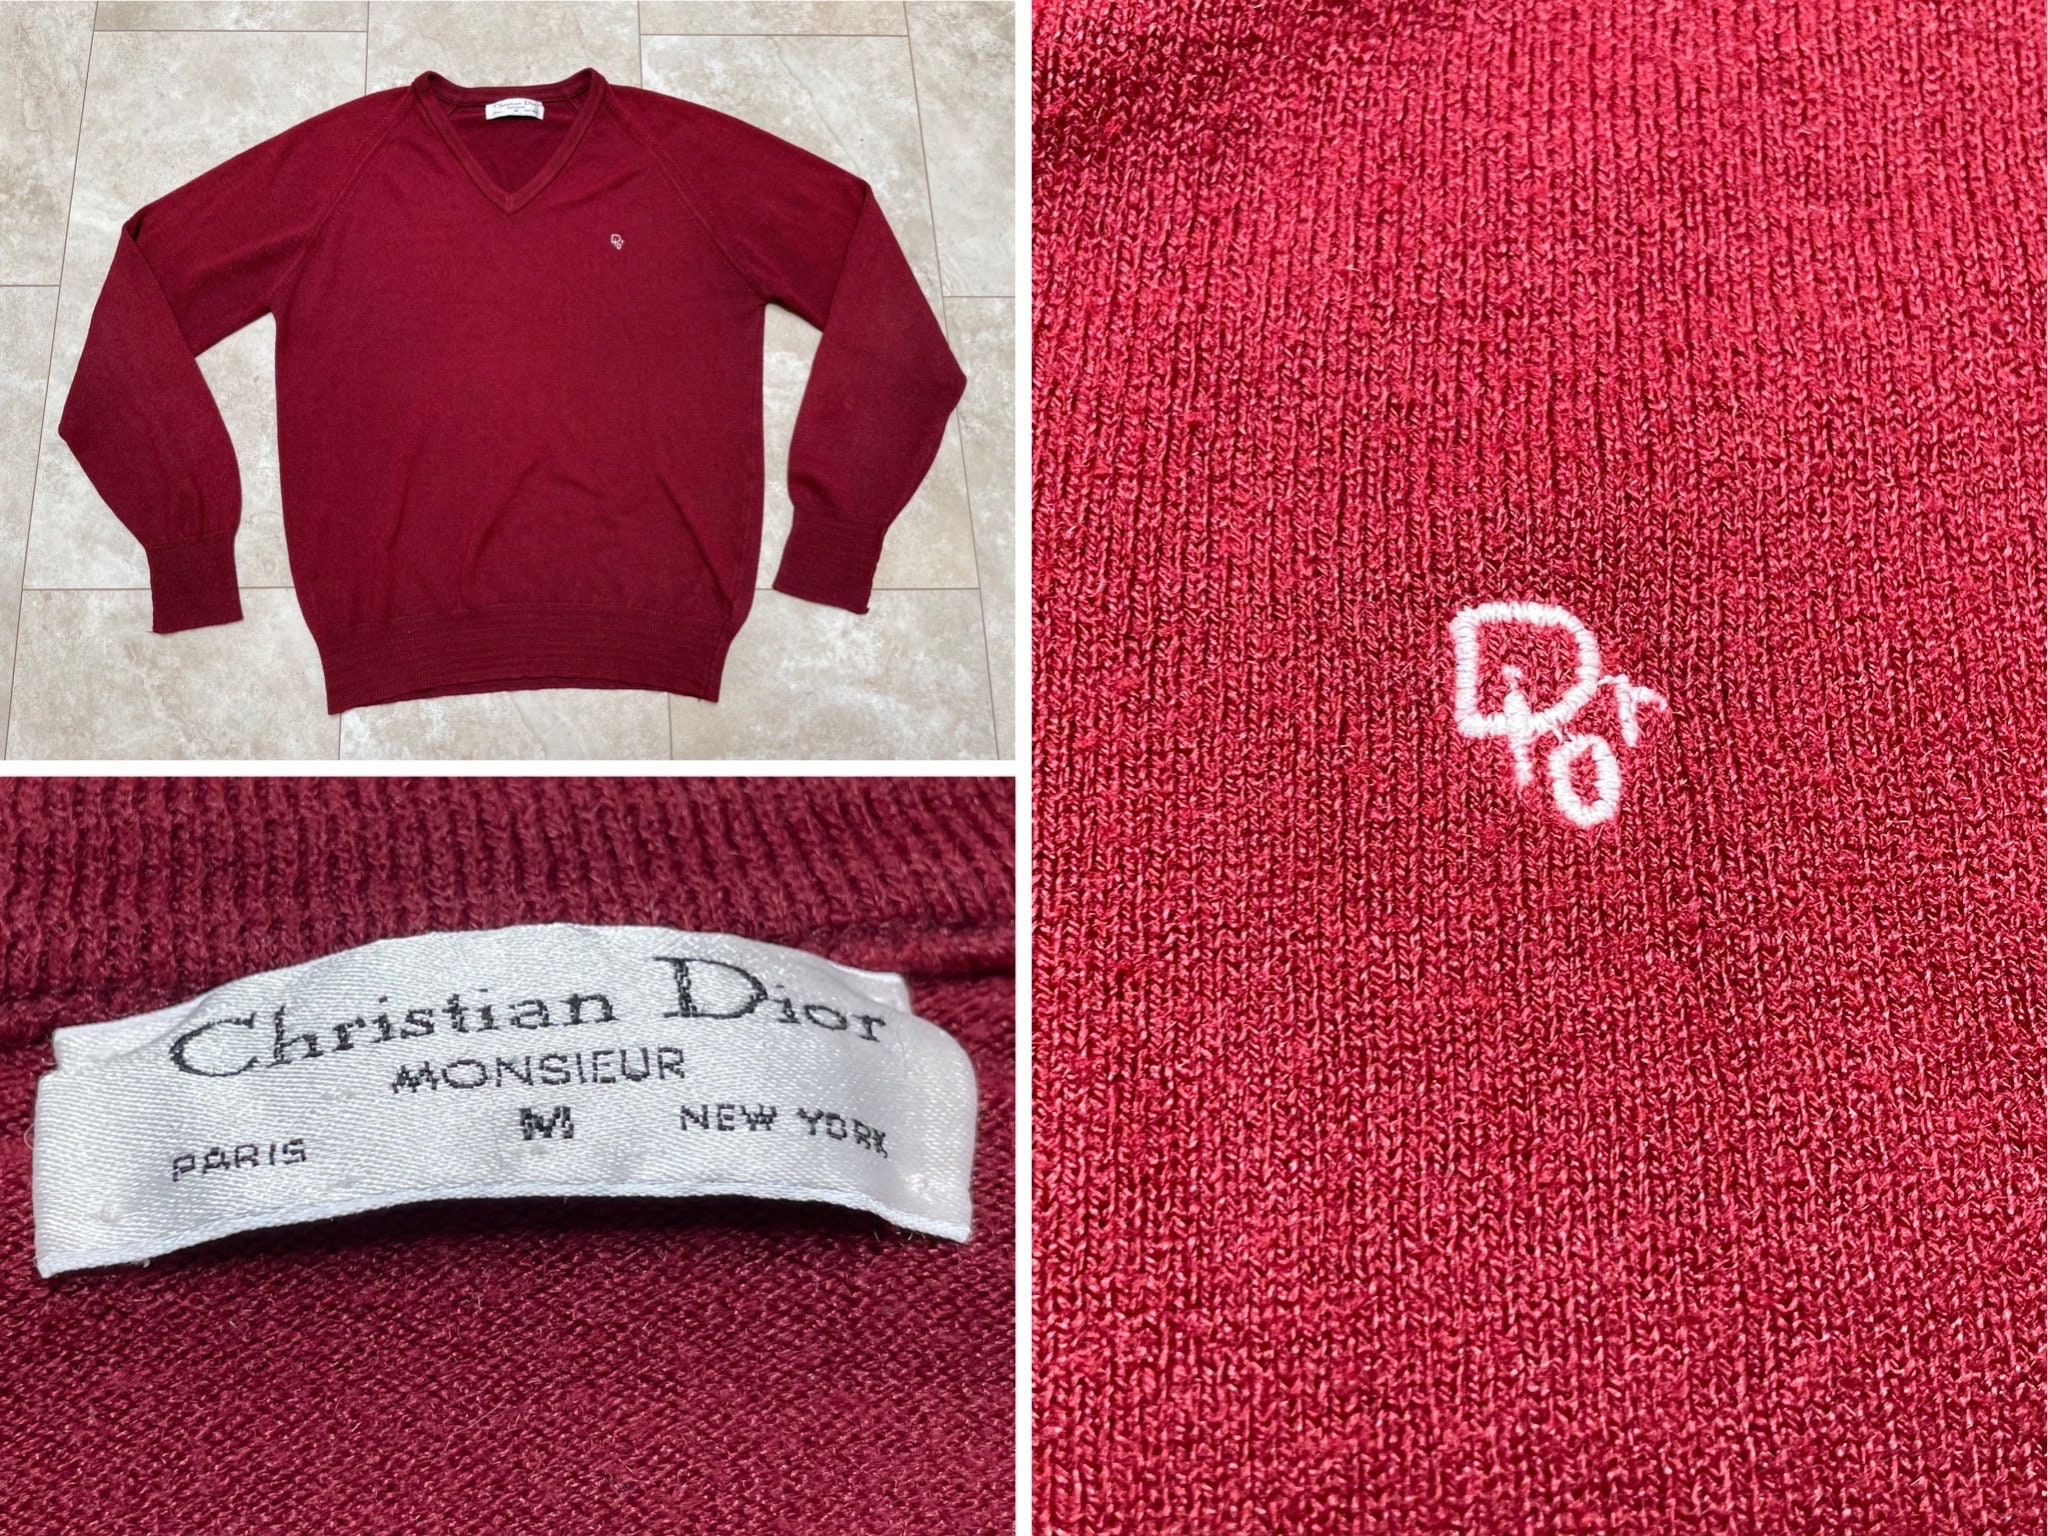 Christian Dior
MONSIEUR
M
PARIS NEW YORK
Dior